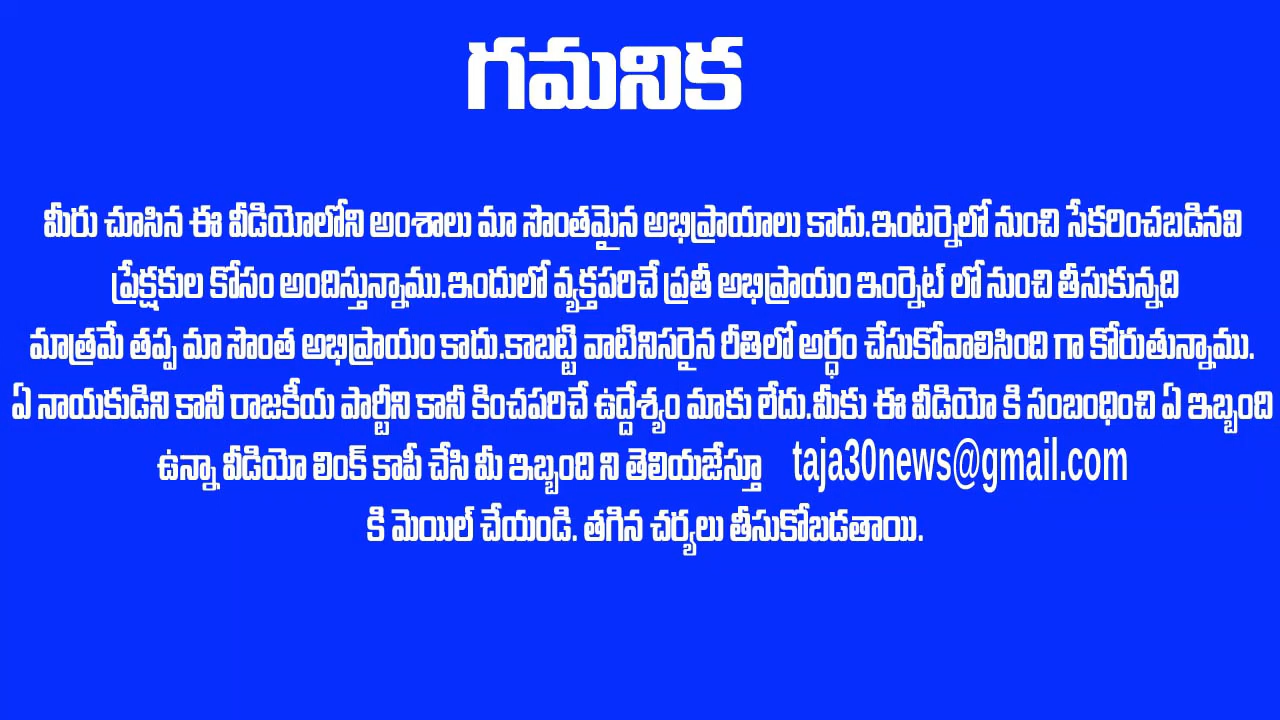 గమనిక
మీరు చూసిన ఈ వీడియోలోని అంశాలు మా సొంతమైన అభిప్రాయాలు కాదు.ఇంటర్నెలో నుంచి సేకరించబడినవి
ప్రేక్షకుల కోసం అందిస్తున్నాము.ఇందులో వ్యక్తపరిచే ప్రతీ అభిప్రాయం ఇంర్నెట్ లో నుంచి తీసుకున్నది
మాత్రమే తప్ప మా సొంత అభిప్రాయం కాదు.కాబట్టి వాటినిసరైన రీతిలో అర్ధం చేసుకోవాలిసింది గా కోరుతున్నాము.
ఏ నాయకుడిని కానీ రాజకీయ పార్టీని కానీ కించపరిచే ఉద్దేశ్యం మాకు లేదు.మీకు ఈ వీడియో కి సంబంధించి ఏ ఇబ్బంది
ఉన్నా వీడియో లింక్ కాపీ చేసి మీ ఇబ్బంది ని తెలియజేస్తూ taja30news@gmail.com
కి మెయిల్ చేయండి. తగిన చర్యలు తీసుకోబడతాయి.